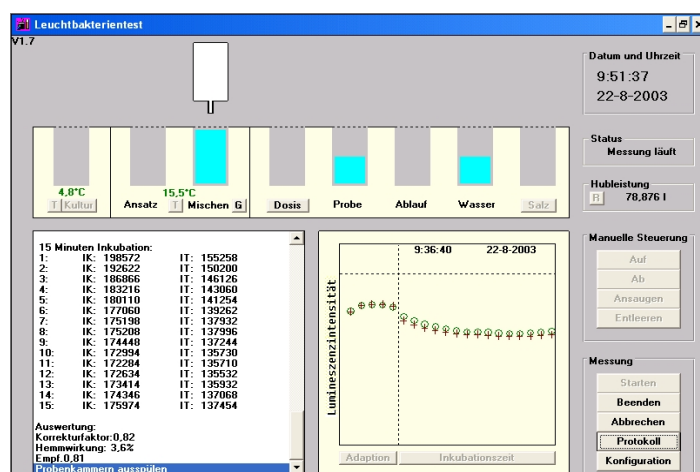 Leuchtbakterientest
V1.7
Datum und Uhrzeit
9:51:37
22-8-2003
Status
Messung läuft
Hubleistung
R 78,876 l
4,8°C
T Kultur
15,5°C
Ansatz T Mischen G
Dosis Probe Ablauf Wasser Salz
15 Minuten Inkubation:
1: IK: 198572 IT: 155258
2: IK: 192622 IT: 150200
3: IK: 186866 IT: 146126
4: IK: 183216 IT: 143060
5: IK: 180110 IT: 141254
6: IK: 177060 IT: 139262
7: IK: 175198 IT: 137932
8: IK: 175208 IT: 137996
9: IK: 174448 IT: 137244
10: IK: 172994 IT: 135730
11: IK: 172284 IT: 135710
12: IK: 172634 IT: 135532
13: IK: 173414 IT: 135932
14: IK: 174346 IT: 137068
15: IK: 175974 IT: 137454
Auswertung:
Korrekturfaktor:0,82
Hemmwirkung: 3,6%
Empf.0,81
Probenkammern ausspülen
9:36:40 22-8-2003
Lumineszenzintensität
Adaption Inkubationszeit
Manuelle Steuerung
Auf
Ab
Ansaugen
Entleeren
Messung
Starten
Beenden
Abbrechen
Protokoll
Konfiguration